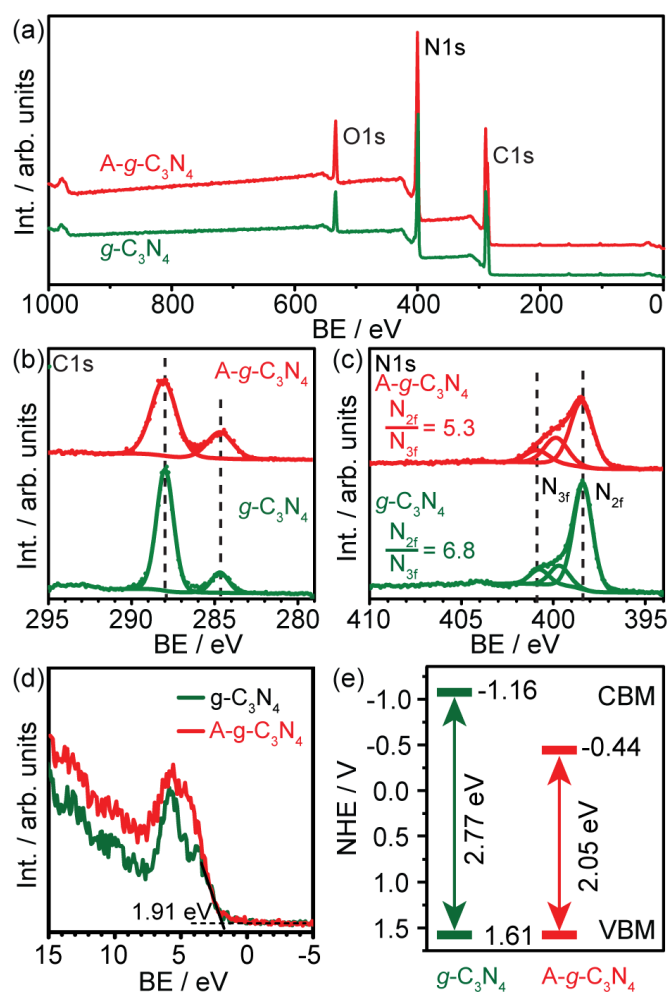 (a)
N1s
O1s
C1s
A-g-C₃N₄
g-C₃N₄
Int. / arb. units
1000 800 600 400 200 0
BE / eV
(b) C1s
A-g-C₃N₄
g-C₃N₄
Int. / arb. units
295 290 285 280
BE / eV
(c) N1s
A-g-C₃N₄
N₂f
N₃f = 5.3
g-C₃N₄
N₃f N₂f
N₂f
N₃f = 6.8
Int. / arb. units
410 405 400 395
BE / eV
(d)
g-C₃N₄
A-g-C₃N₄
1.91 eV
Int. / arb. units
15 10 5 0 -5
BE / eV
(e)
-1.16 CBM
-0.44
2.77 eV
2.05 eV
1.61 VBM
NHE / V
-1.0
-0.5
0.0
0.5
1.0
1.5
g-C₃N₄ A-g-C₃N₄